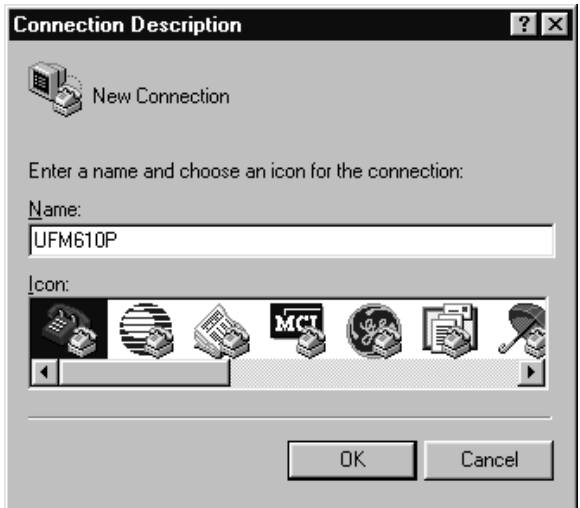 Connection Description
New Connection
Enter a name and choose an icon for the connection:
Name:
UFM610P
Icon:
MCI
OK
Cancel